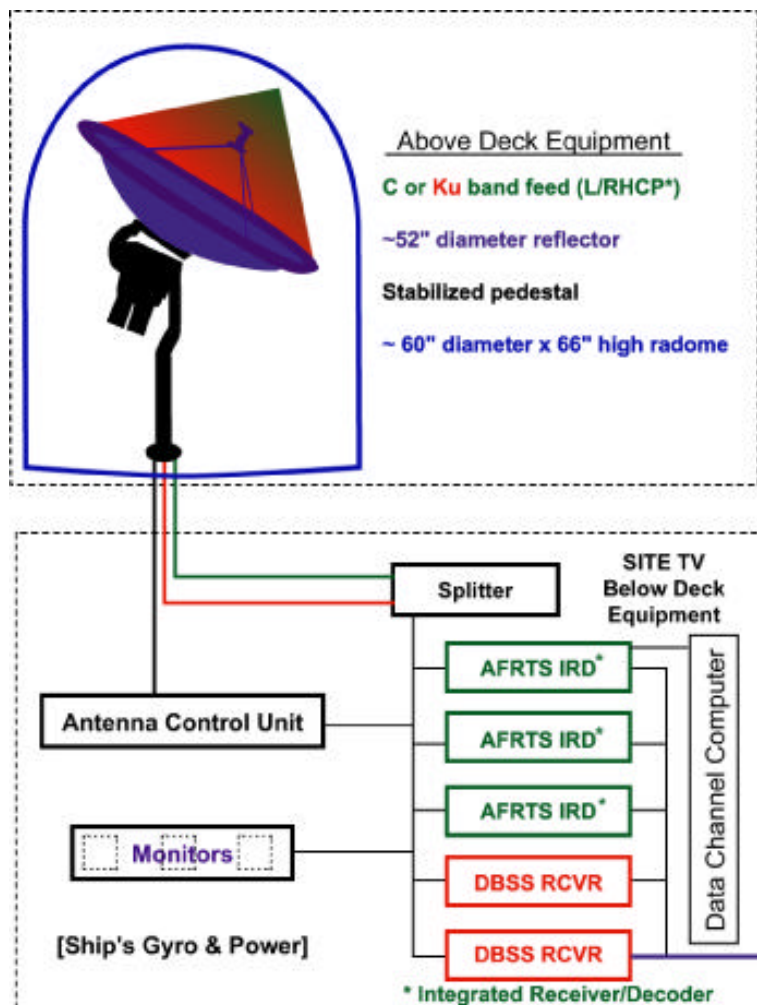 Above Deck Equipment
C or Ku band feed (L/RHCP*)
~52" diameter reflector
Stabilized pedestal
~ 60" diameter x 66" high radome
Splitter
SITE TV
Below Deck
Equipment
AFRTS IRD*
Antenna Control Unit
AFRTS IRD*
AFRTS IRD*
Monitors
DBSS RCVR
[Ship's Gyro & Power]
DBSS RCVR
Data Channel Computer
* Integrated Receiver/Decoder